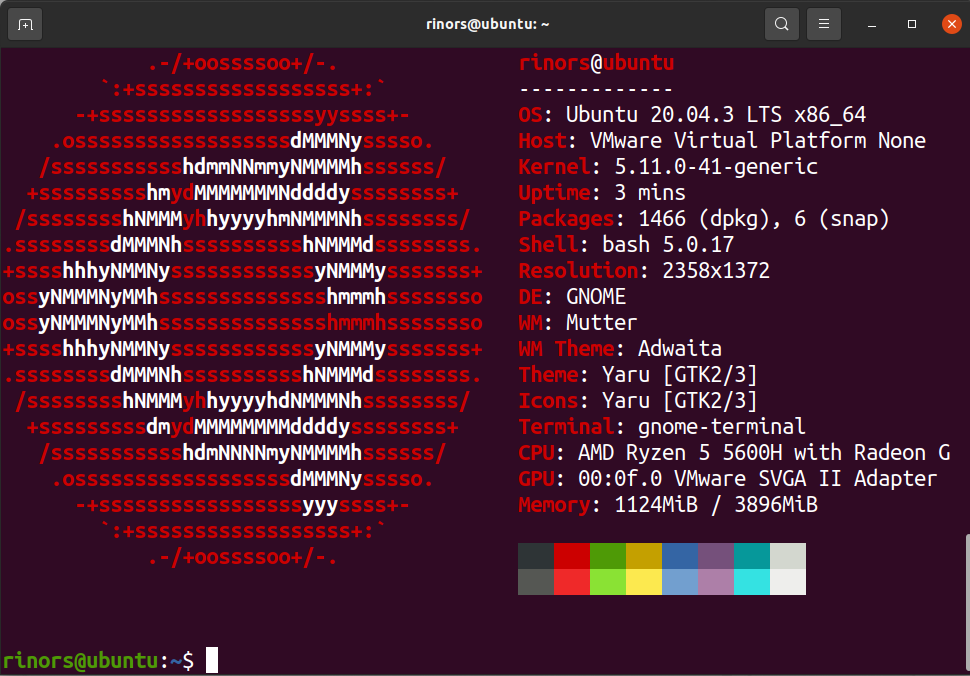 rinors@ubuntu: ~
.-/+oossssoo+/-.
`:+ssssssssssssssssss+:`
-+ssssssssssssssssssyyssss+-
.ossssssssssssssssssdMMMNysssso.
/ssssssssssshdmmNNmmyNMMMMhssssss/
+ssssssssshmydMMMMMMMNddddyssssssss+
/sssssssshNMMMyhhyyyyhmNMMMNhssssssss/
.ssssssssdMMMNhsssssssssshNMMMdssssssss.
+sssshhhyNMMNyssssssssssssyNMMMysssssss+
ossyNMMMNyMMhsssssssssssssshmmmhssssssso
ossyNMMMNyMMhsssssssssssssshmmmhssssssso
+sssshhhyNMMNyssssssssssssyNMMMysssssss+
.ssssssssdMMMNhsssssssssshNMMMdssssssss.
/sssssssshNMMMyhhyyyyhdNMMMNhssssssss/
+sssssssssdmydMMMMMMMMddddyssssssss+
/ssssssssssshdmNNNNmyNMMMMhssssss/
.ossssssssssssssssssdMMMNysssso.
-+sssssssssssssssssyyyssss+-
`:+ssssssssssssssssss+:`
.-/+oossssoo+/-.
rinors@ubuntu
-------------
OS: Ubuntu 20.04.3 LTS x86_64
Host: VMware Virtual Platform None
Kernel: 5.11.0-41-generic
Uptime: 3 mins
Packages: 1466 (dpkg), 6 (snap)
Shell: bash 5.0.17
Resolution: 2358x1372
DE: GNOME
WM: Mutter
WM Theme: Adwaita
Theme: Yaru [GTK2/3]
Icons: Yaru [GTK2/3]
Terminal: gnome-terminal
CPU: AMD Ryzen 5 5600H with Radeon G
GPU: 00:0f.0 VMware SVGA II Adapter
Memory: 1124MiB / 3896MiB
rinors@ubuntu:~$